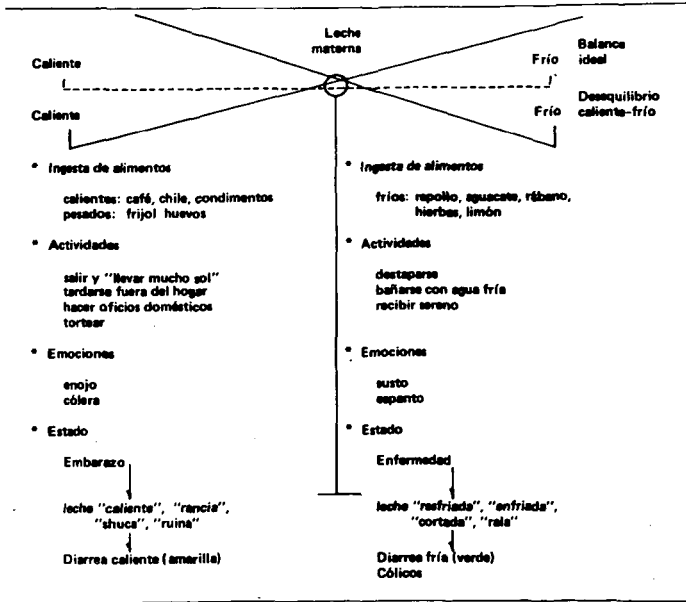 Leche
materna
Caliente
Frío
Balance
ideal
Caliente
Frío
Desequilibrio
caliente-frío
* Ingesta de alimentos
calientes: café, chile, condimentos
pesados: frijol huevos
* Actividades
salir y "llevar mucho sol"
tardarse fuera del hogar
hacer oficios domésticos
tortear
* Emociones
enojo
cólera
* Estado
Embarazo
leche "caliente", "rancia",
"shuca", "ruina"
Diarrea caliente (amarilla)
* Ingesta de alimentos
fríos: repollo, aguacate, rábano,
hierbas, limón
* Actividades
destaparse
bañarse con agua fría
recibir sereno
* Emociones
susto
espanto
* Estado
Enfermedad
leche "resfriada", "enfriada",
"cortada", "rala"
Diarrea fría (verde)
Cólicos